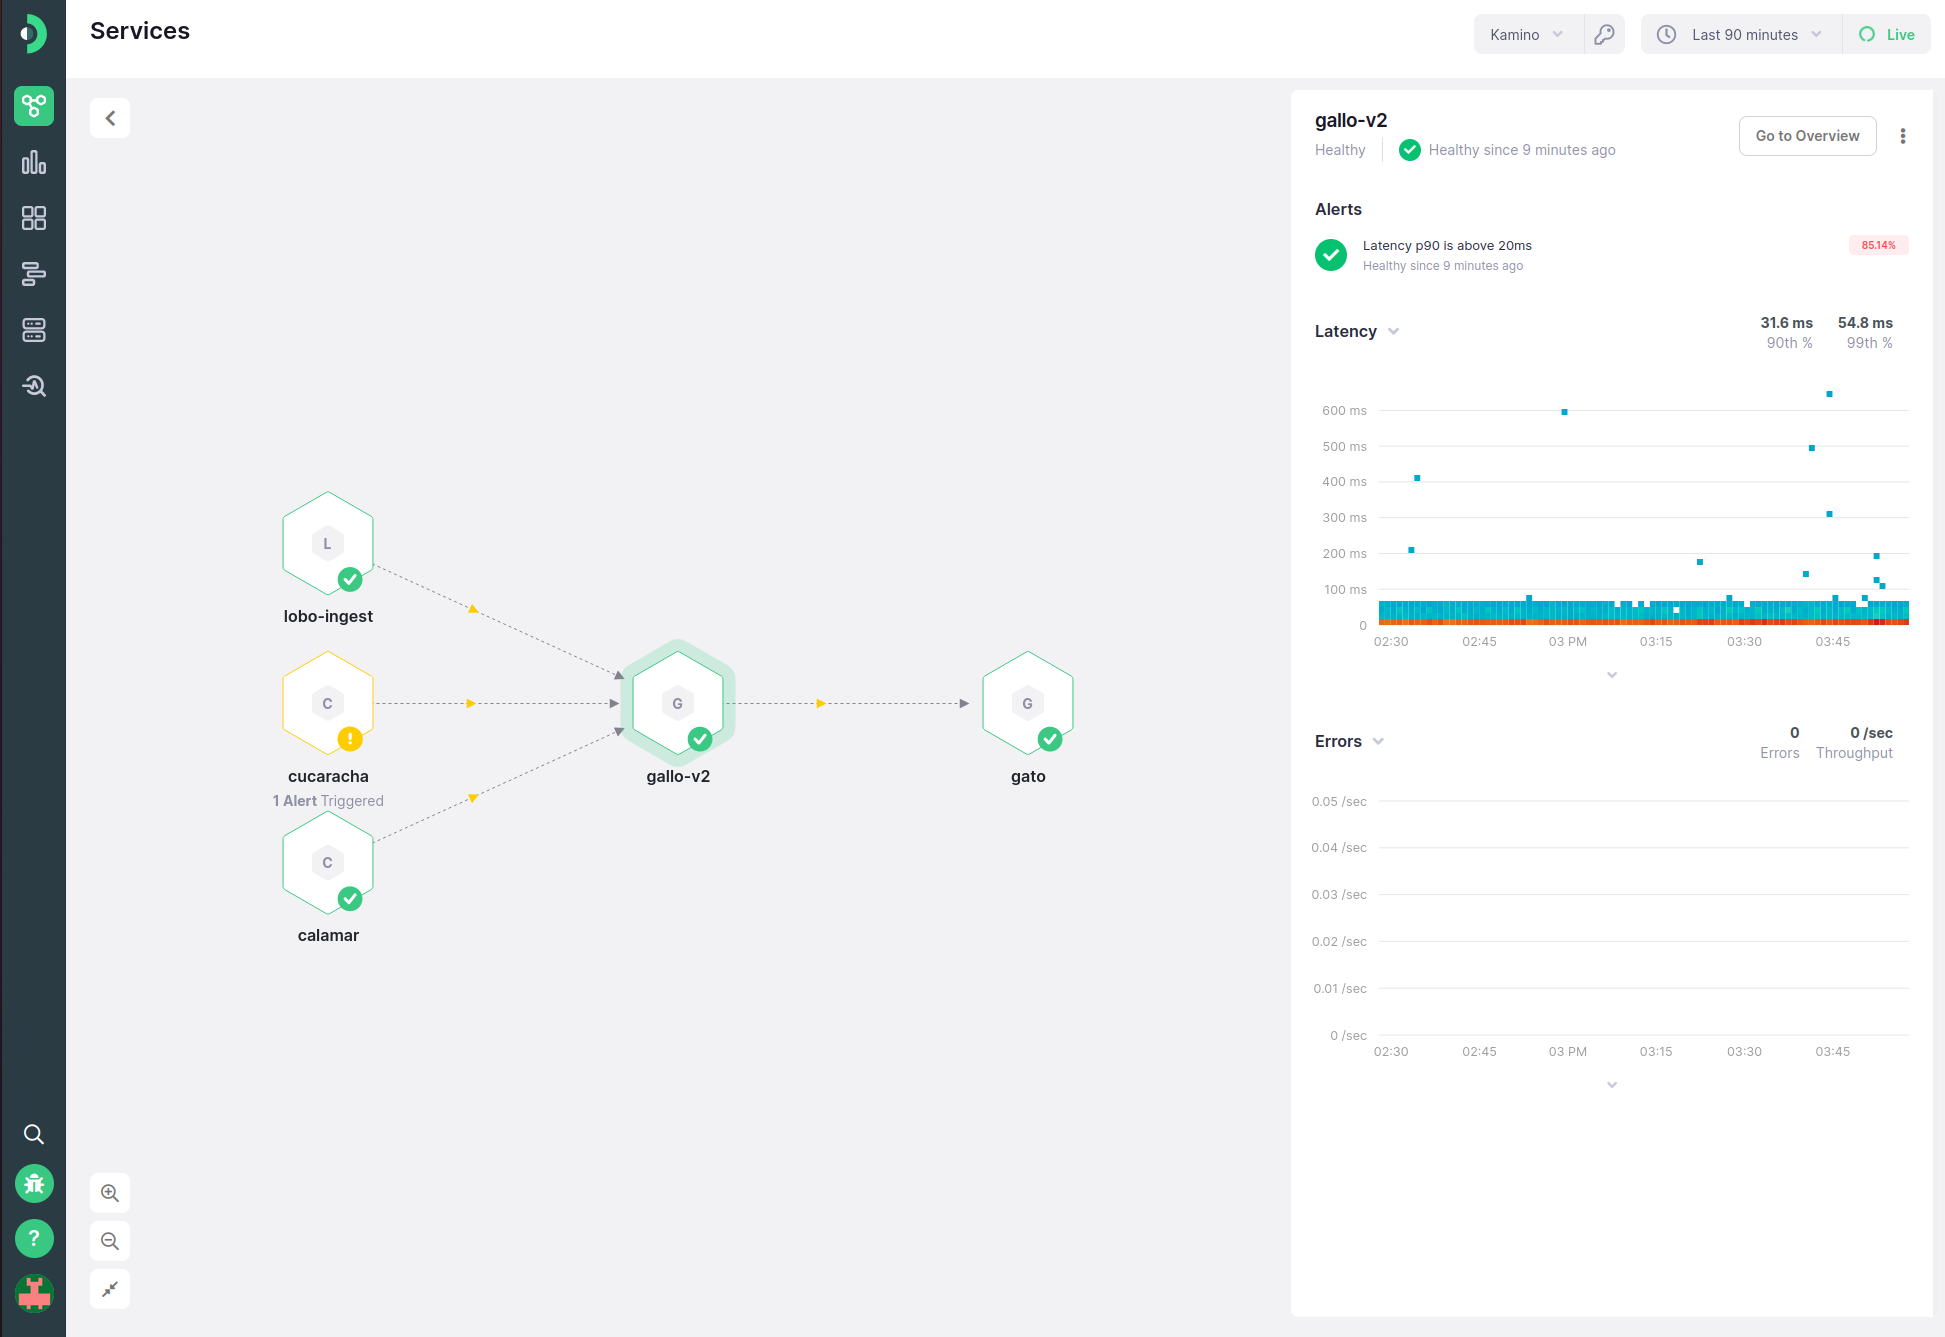 Services
Kamino
Last 90 minutes
Live
L
lobo-ingest
C
cucaracha
1 Alert Triggered
C
calamar
G
gallo-v2
G
gato
?
gallo-v2
Healthy
Healthy since 9 minutes ago
Go to Overview
Alerts
Latency p90 is above 20ms
85.14%
Healthy since 9 minutes ago
Latency
31.6 ms
54.8 ms
90th %
99th %
600 ms
500 ms
400 ms
300 ms
200 ms
100 ms
0
02:30
02:45
03 PM
03:15
03:30
03:45
Errors
0
0 /sec
Errors
Throughput
0.05 /sec
0.04 /sec
0.03 /sec
0.02 /sec
0.01 /sec
0 /sec
02:30
02:45
03 PM
03:15
03:30
03:45